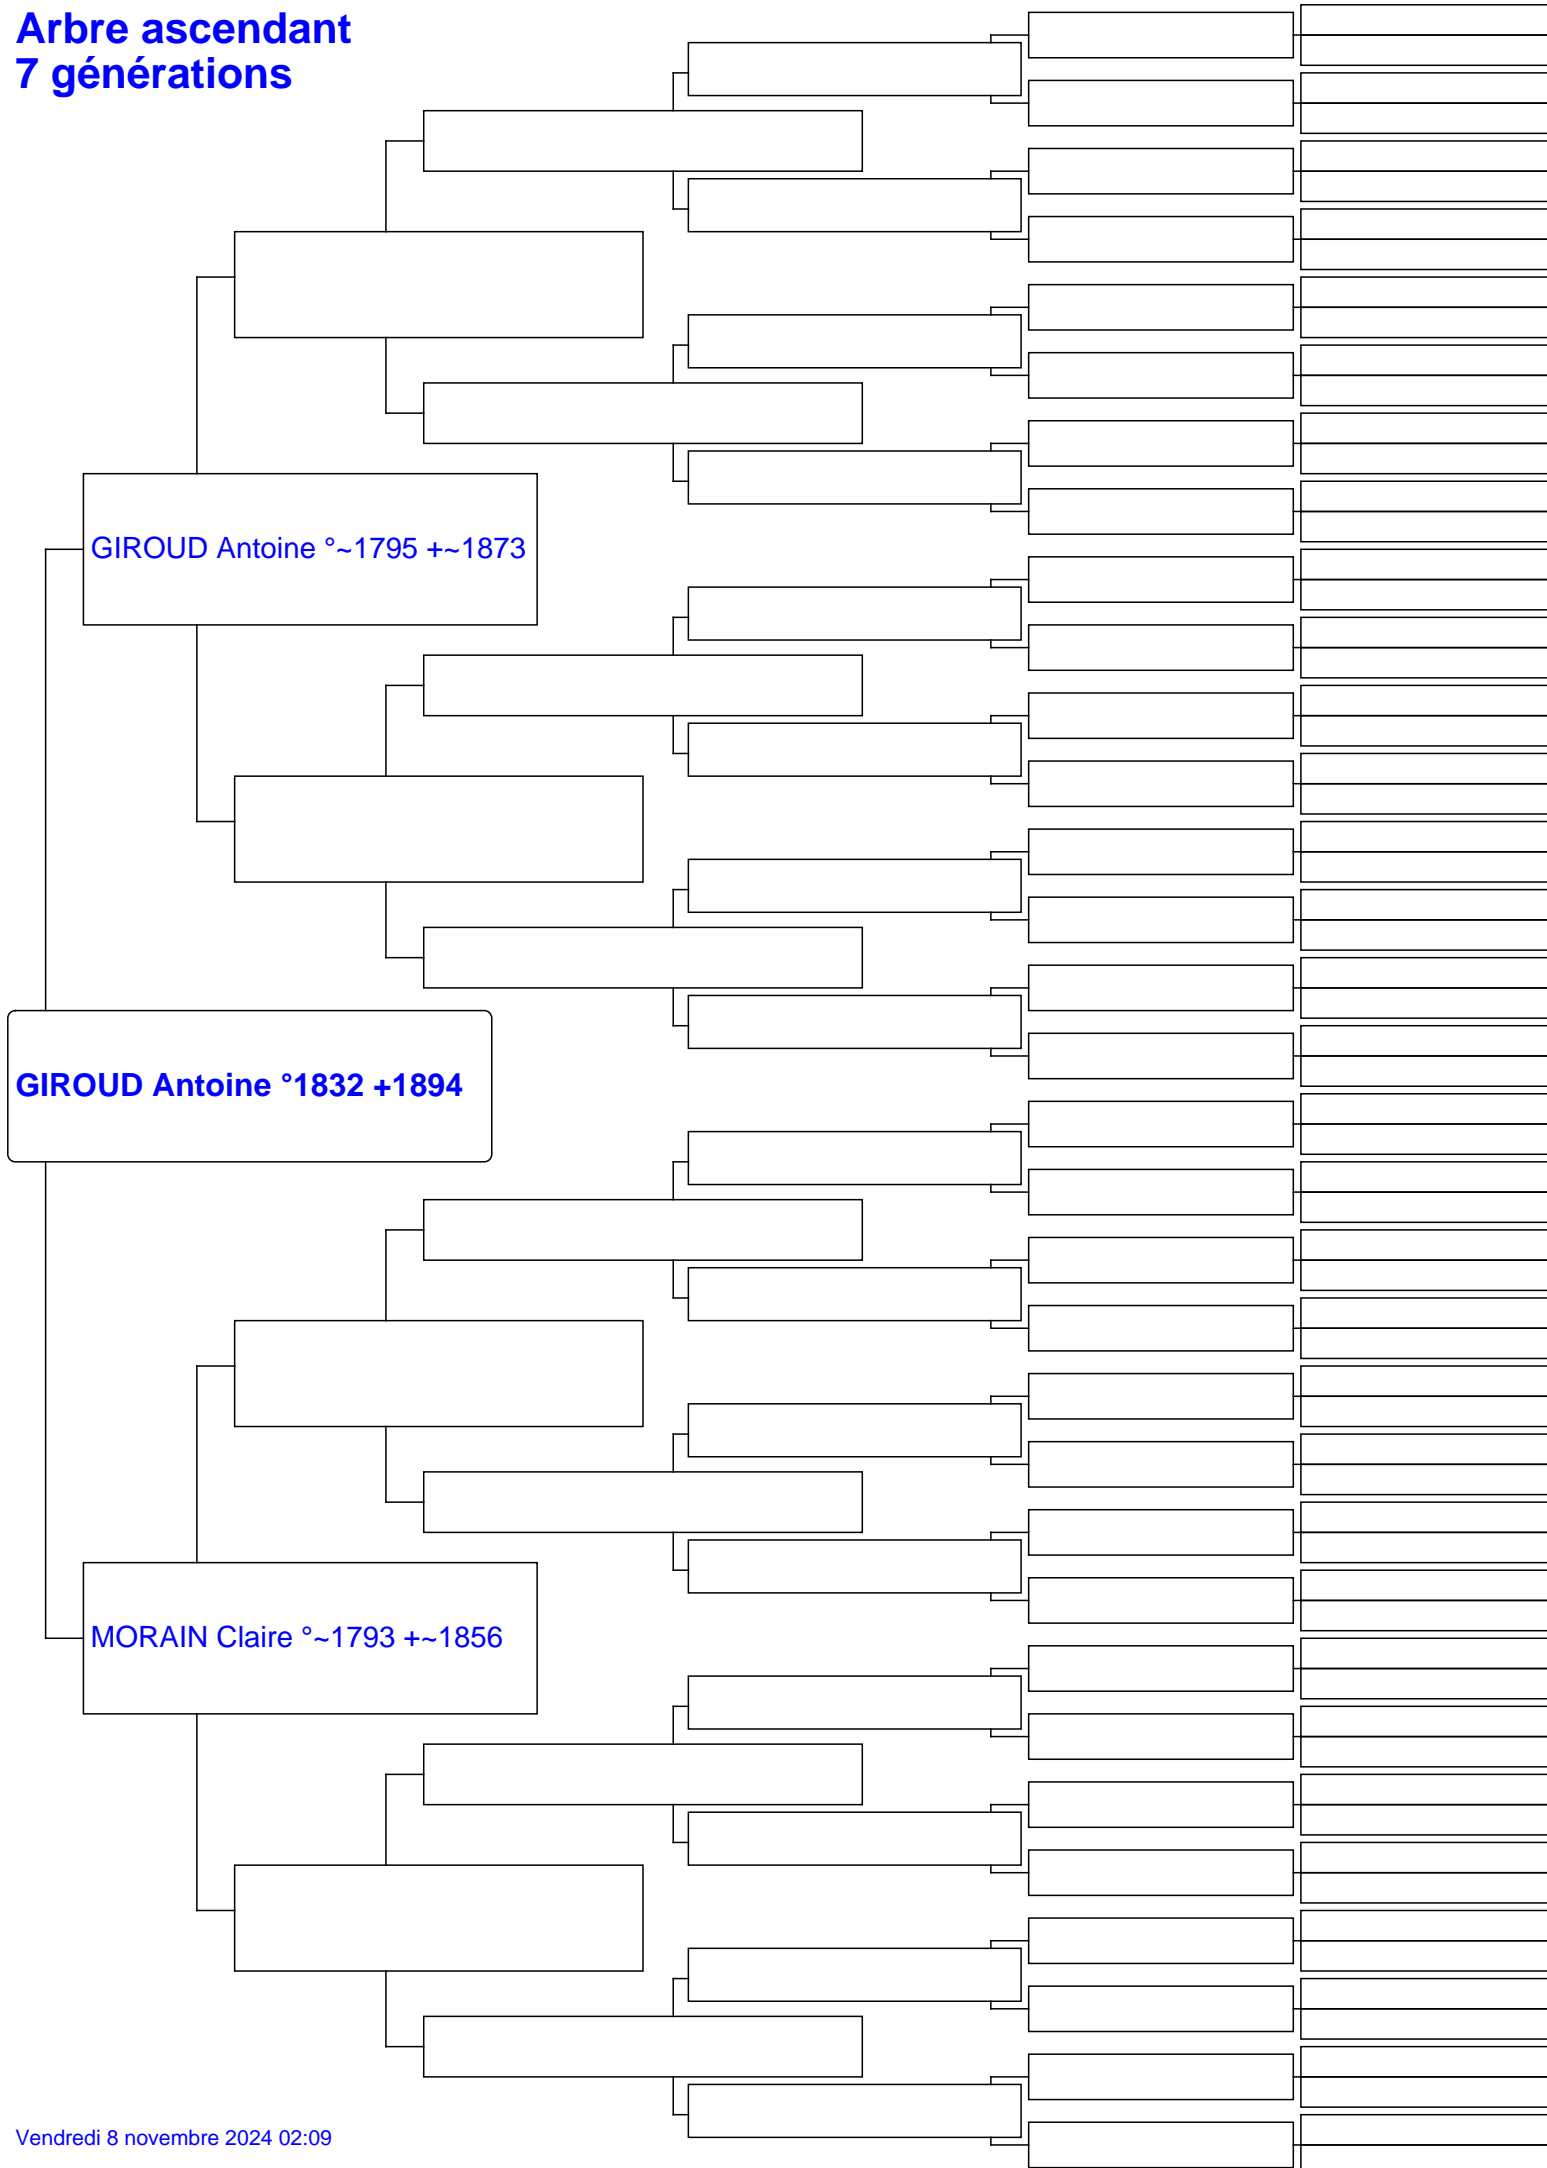 Arbre ascendant
7 générations
GIROUD Antoine °~1795 +~1873
GIROUD Antoine °1832 +1894
MORAIN Claire °~1793 +~1856
Vendredi 8 novembre 2024 02:09